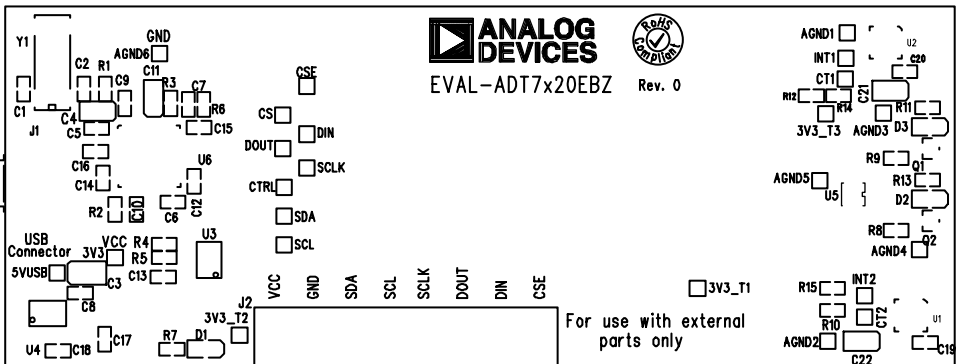 ANALOG
DEVICES
RoHS
Compliant
EVAL-ADT7x20EBZ Rev. 0
Y1
C1
J1
C2
R1
C9
C4
C5
C16
C14
R2
C10
GND
AGND6
C11
R3
C7
R6
C15
U6
C6
C12
CSE
CS
DIN
DOUT
SCLK
CTRL
SDA
SCL
AGND1
INT1
CT1
U2
C20
R12
R14
C21
3V3_T3
AGND3
R11
D3
R9
Q1
AGND5
U5
R13
D2
R8
Q2
AGND4
USB
Connector
3V3
VCC
5VUSB
C3
C8
R4
R5
C13
U3
U4
C18
C17
R7
D1
3V3_T2
J2
VCC
GND
SDA
SCL
SCLK
DOUT
DIN
CSE
3V3_T1
For use with external
parts only
R15
INT2
R10
CT2
U1
AGND2
C22
C19